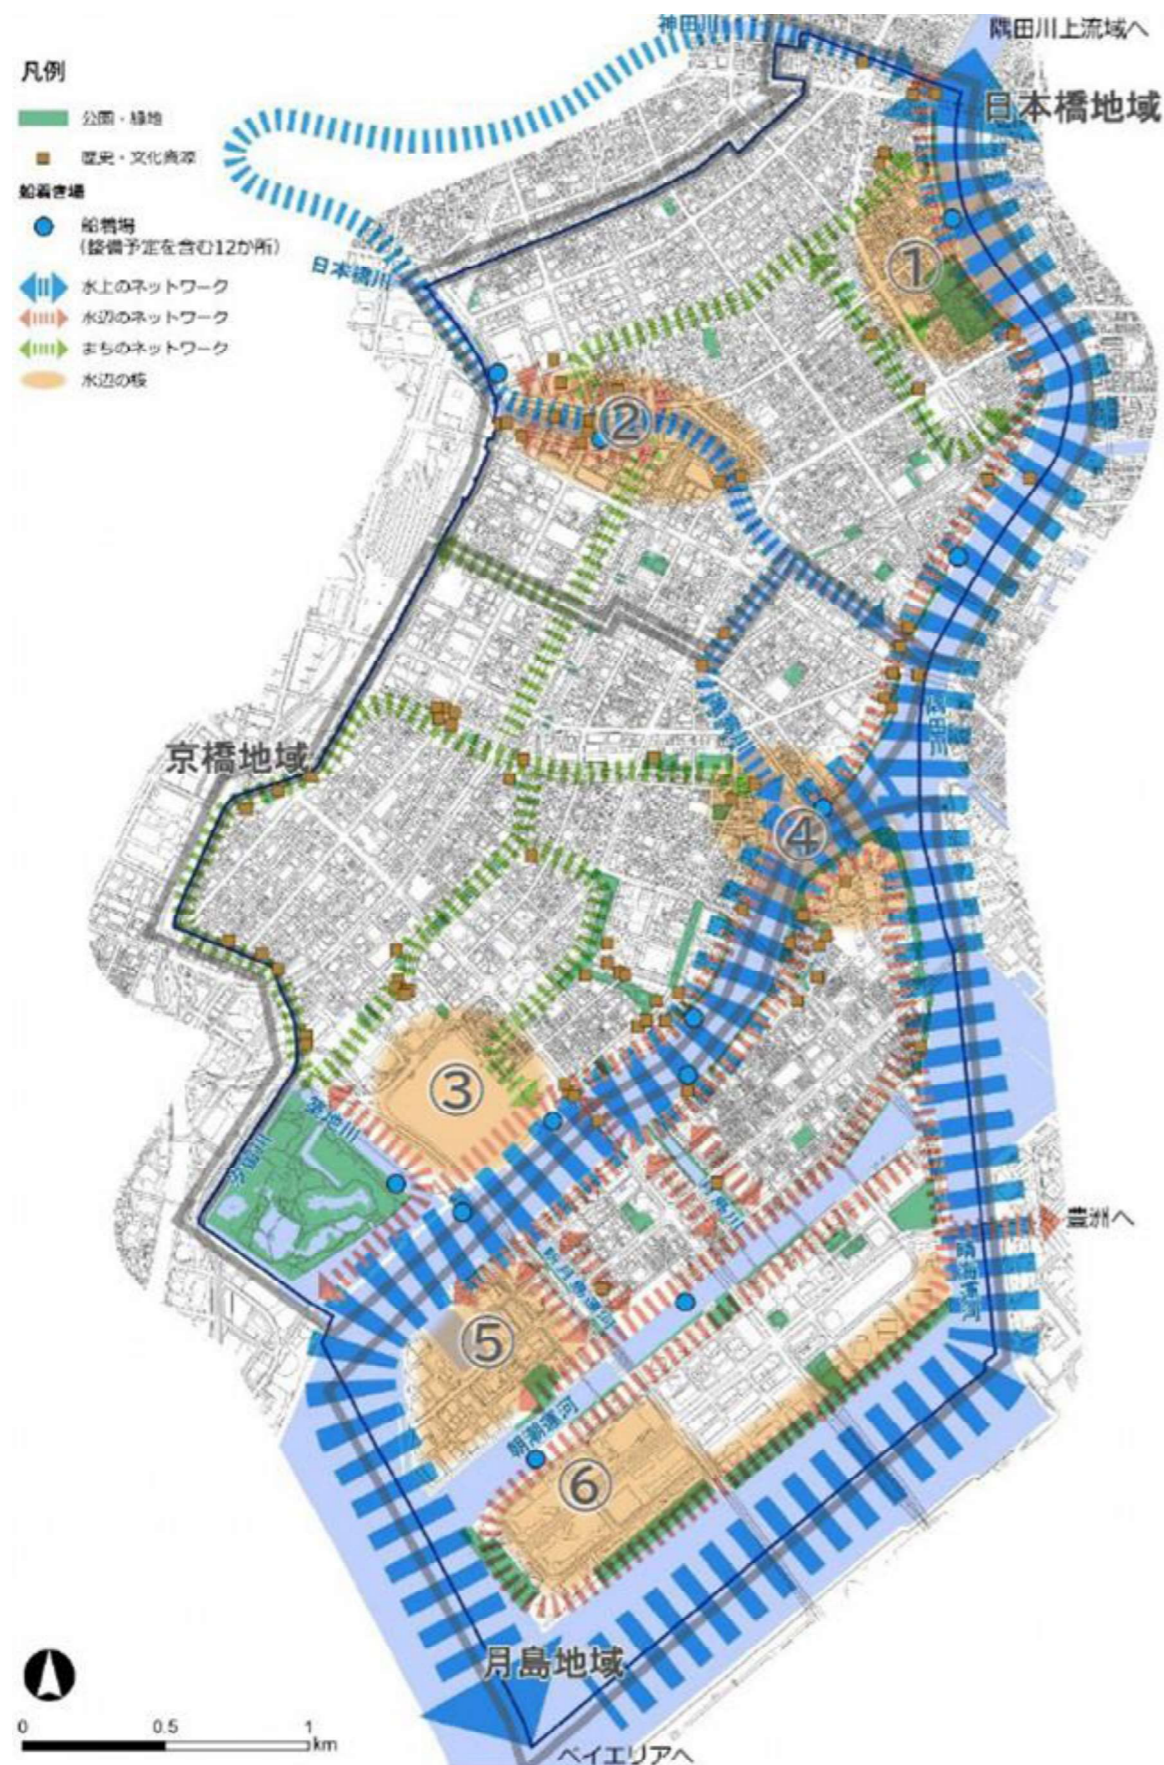 神田川
隅田川上流域へ
凡例
日本橋地域
公園・緑地
歴史・文化資源
船着き場
船着場
(整備予定を含む12か所)
①
日本橋川
水上のネットワーク
水辺のネットワーク
まちのネットワーク
水辺の核
②
隅田川
亀島川
京橋地域
④
③
築地川
汐留川
月島川
豊洲へ
新月島運河
晴海運河
⑤
朝潮運河
⑥
月島地域
0 0.5 1
km
ベイエリアへ